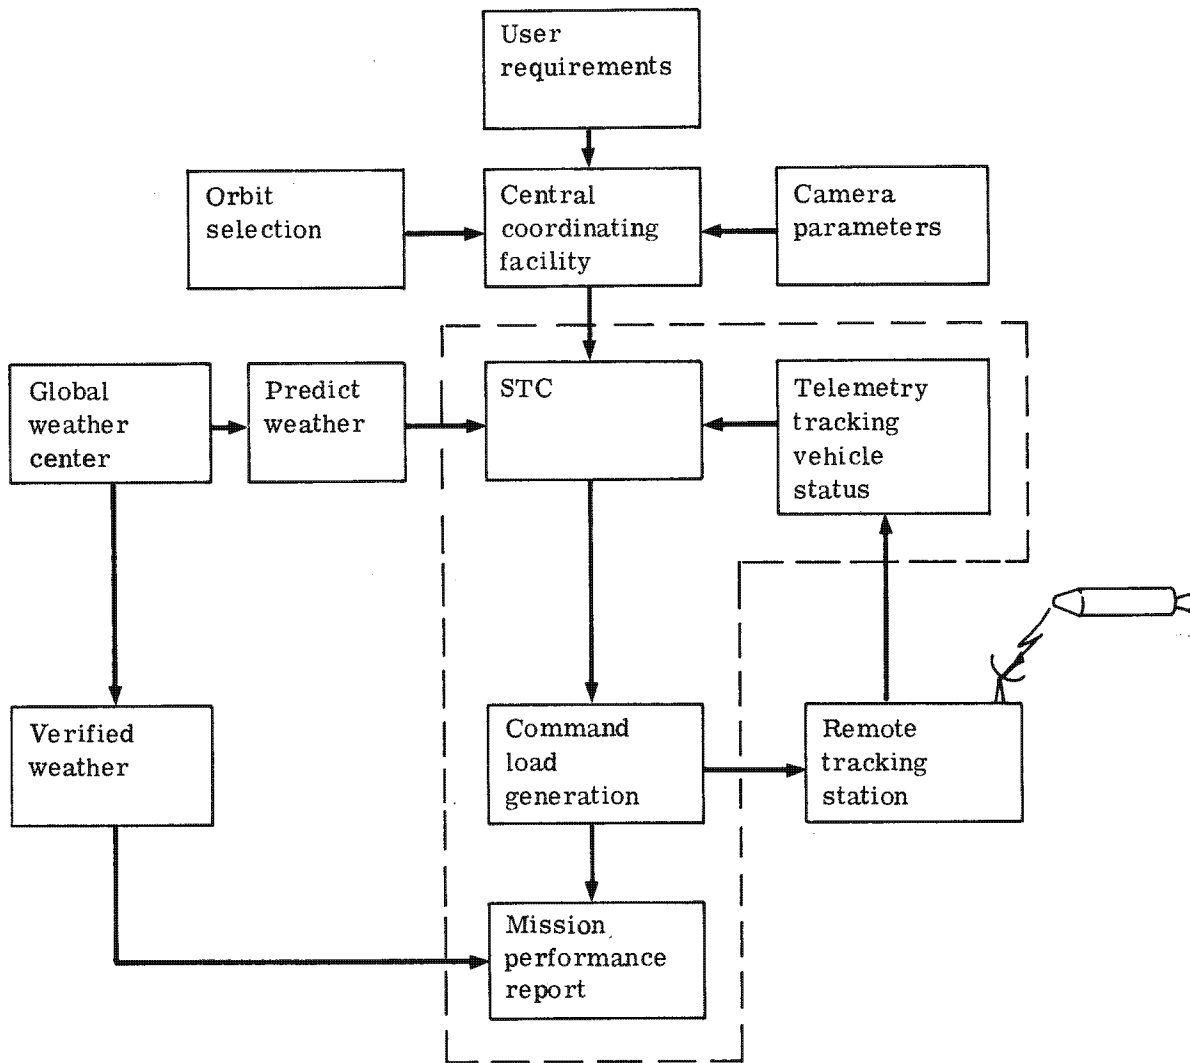 User
requirements
Orbit
selection
Central
coordinating
facility
Camera
parameters
Global
weather
center
Predict
weather
STC
Telemetry
tracking
vehicle
status
Verified
weather
Command
load
generation
Remote
tracking
station
Mission
performance
report